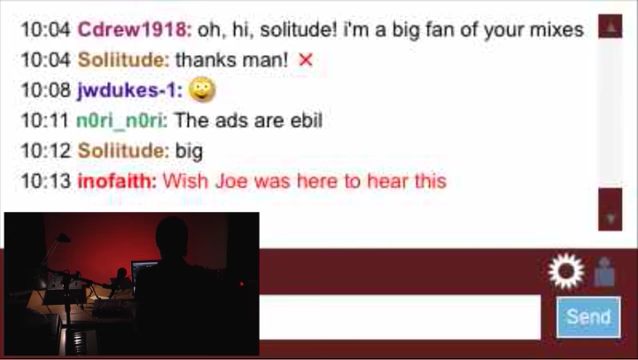 10:04 Cdrew1918: oh, hi, solitude! i'm a big fan of your mixes
10:04 Soliitude: thanks man!
10:08 jwdukes-1:
10:11 n0ri_n0ri: The ads are ebil
10:12 Soliitude: big
10:13 inofaith: Wish Joe was here to hear this
Send